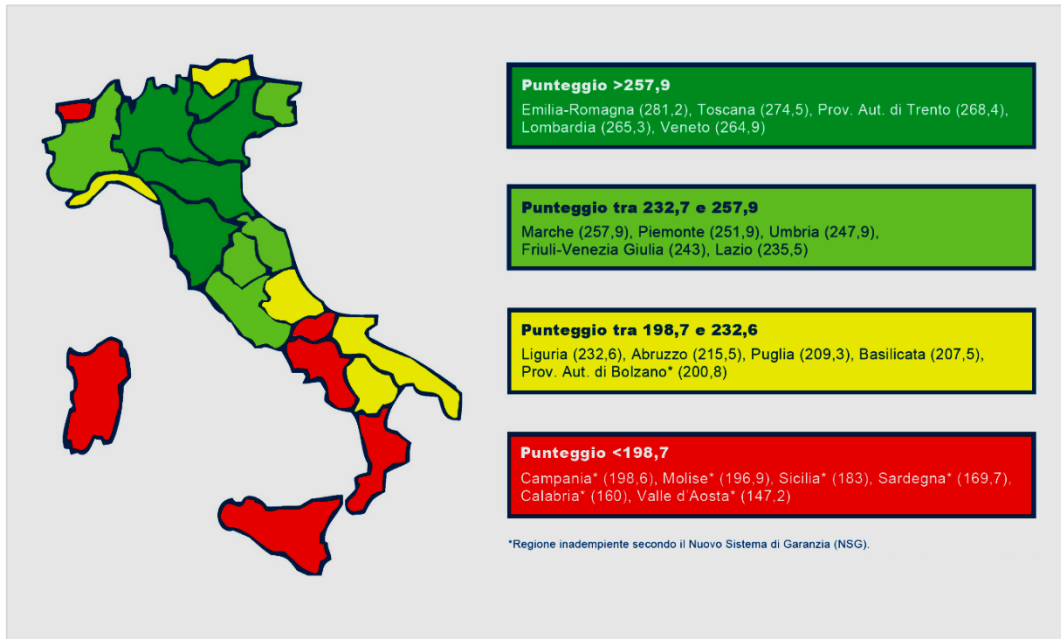 Punteggio >257,9
Emilia-Romagna (281,2), Toscana (274,5), Prov. Aut. di Trento (268,4),
Lombardia (265,3), Veneto (264,9)
Punteggio tra 232,7 e 257,9
Marche (257,9), Piemonte (251,9), Umbria (247,9),
Friuli-Venezia Giulia (243), Lazio (235,5)
Punteggio tra 198,7 e 232,6
Liguria (232,6), Abruzzo (215,5), Puglia (209,3), Basilicata (207,5),
Prov. Aut. di Bolzano* (200,8)
Punteggio <198,7
Campania* (198,6), Molise* (196,9), Sicilia* (183), Sardegna* (169,7),
Calabria* (160), Valle d'Aosta* (147,2)
*Regione inadempiente secondo il Nuovo Sistema di Garanzia (NSG).